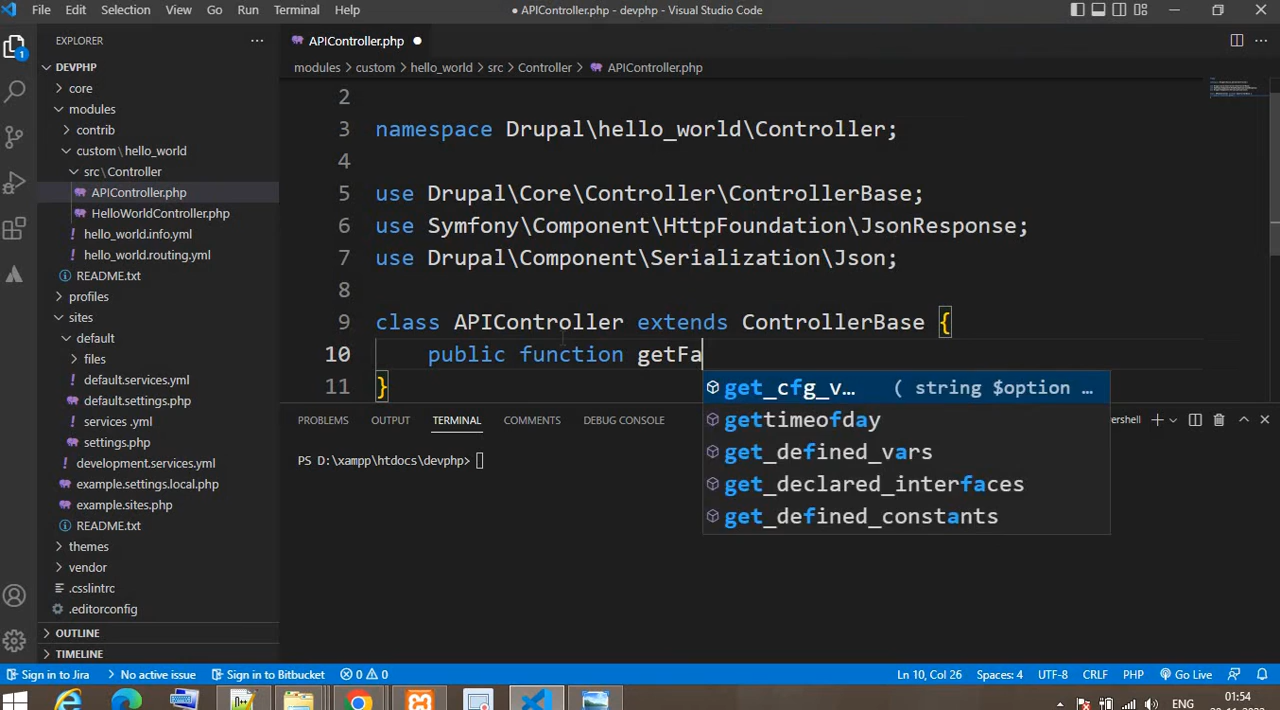 File Edit Selection View Go Run Terminal Help
● APIController.php - devphp - Visual Studio Code
EXPLORER ···
DEVPHP
core
modules
contrib
custom\hello_world
src\Controller
APIController.php
HelloWorldController.php
hello_world.info.yml
hello_world.routing.yml
README.txt
profiles
sites
default
files
default.services.yml
default.settings.php
services .yml
settings.php
development.services.yml
example.settings.local.php
example.sites.php
README.txt
themes
vendor
.csslintrc
.editorconfig
OUTLINE
TIMELINE
1
APIController.php ●
modules > custom > hello_world > src > Controller > APIController.php
2
3 namespace Drupal\hello_world\Controller;
4
5 use Drupal\Core\Controller\ControllerBase;
6 use Symfony\Component\HttpFoundation\JsonResponse;
7 use Drupal\Component\Serialization\Json;
8
9 class APIController extends ControllerBase {
10 public function getFa
11 }
get_cfg_v… ( string $option …
gettimeofday
get_defined_vars
get_declared_interfaces
get_defined_constants
PROBLEMS OUTPUT TERMINAL COMMENTS DEBUG CONSOLE
ershell
PS D:\xampp\htdocs\devphp>
Sign in to Jira No active issue Sign in to Bitbucket 0 0 Ln 10, Col 26 Spaces: 4 UTF-8 CRLF PHP Go Live
ENG
01:54